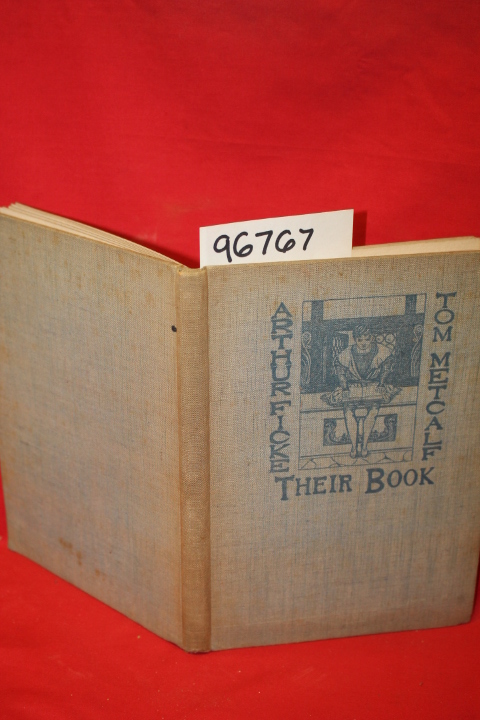 96767
ARTHUR FICKE
TOM METCALF
THEIR BOOK